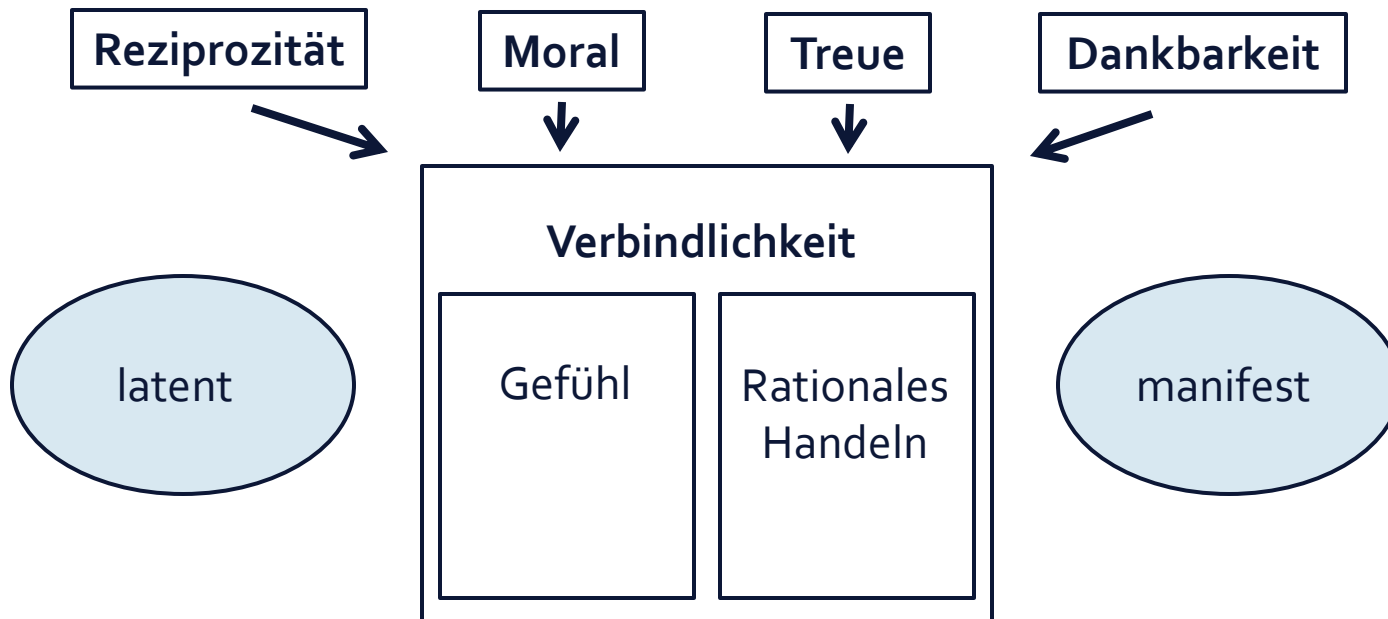 Reziprozität
Moral
Treue
Dankbarkeit
Verbindlichkeit
latent
Gefühl
Rationales
Handeln
manifest